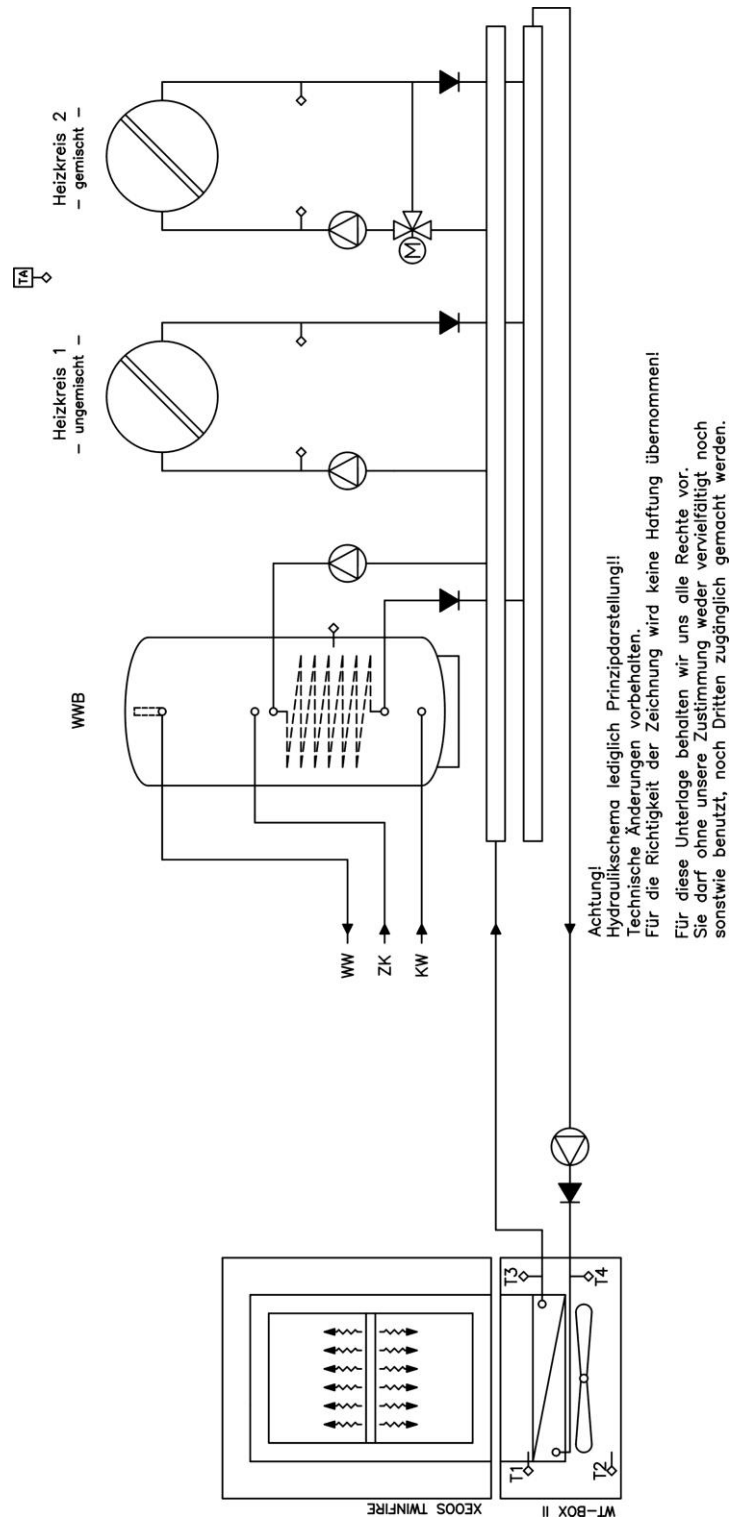 TA
Heizkreis 2
– gemischt –
Heizkreis 1
– ungemischt –
WWB
M
WW
ZK
KW
XEOOS TWINFIRE
WT–BOX II
T1
T2
T3
T4
Achtung!
Hydraulikschema lediglich Prinzipdarstellung!!
Technische Änderungen vorbehalten.
Für die Richtigkeit der Zeichnung wird keine Haftung übernommen!
Für diese Unterlage behalten wir uns alle Rechte vor.
Sie darf ohne unsere Zustimmung weder vervielfältigt noch
sonstwie benutzt, noch Dritten zugänglich gemacht werden.